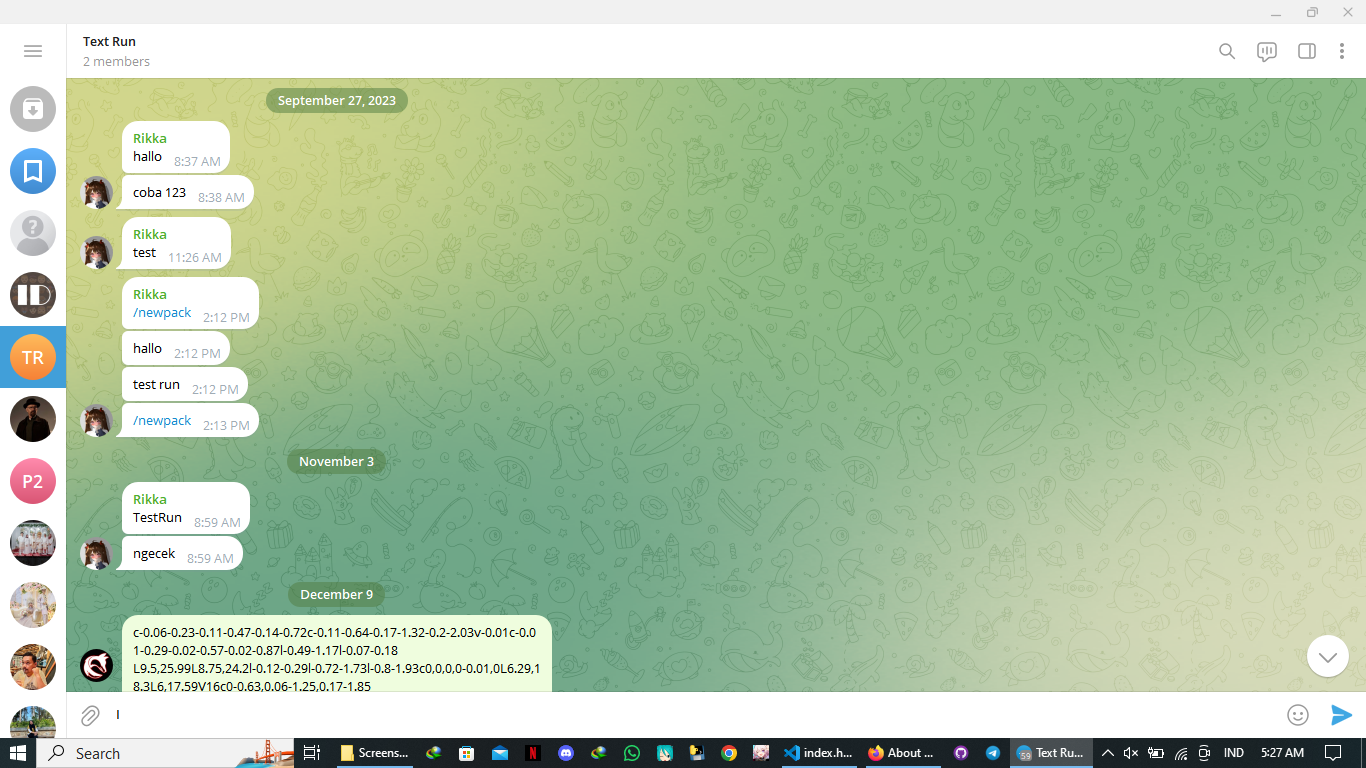 Text Run
2 members
September 27, 2023
Rikka
hallo 8:37 AM
coba 123 8:38 AM
Rikka
test 11:26 AM
Rikka
/newpack 2:12 PM
hallo 2:12 PM
test run 2:12 PM
/newpack 2:13 PM
November 3
Rikka
TestRun 8:59 AM
ngecek 8:59 AM
December 9
c-0.06-0.23-0.11-0.47-0.14-0.72c-0.11-0.64-0.17-1.32-0.2-2.03v-0.01c-0.0
1-0.29-0.02-0.57-0.02-0.87l-0.49-1.17l-0.07-0.18
L9.5,25.99L8.75,24.2l-0.12-0.29l-0.72-1.73l-0.8-1.93c0,0,0,0-0.01,0L6.29,1
8.3L6,17.59V16c0-0.63,0.06-1.25,0.17-1.85
TR
P2
Search
Screens...
index.h...
About ...
59
Text Ru...
IND
5:27 AM